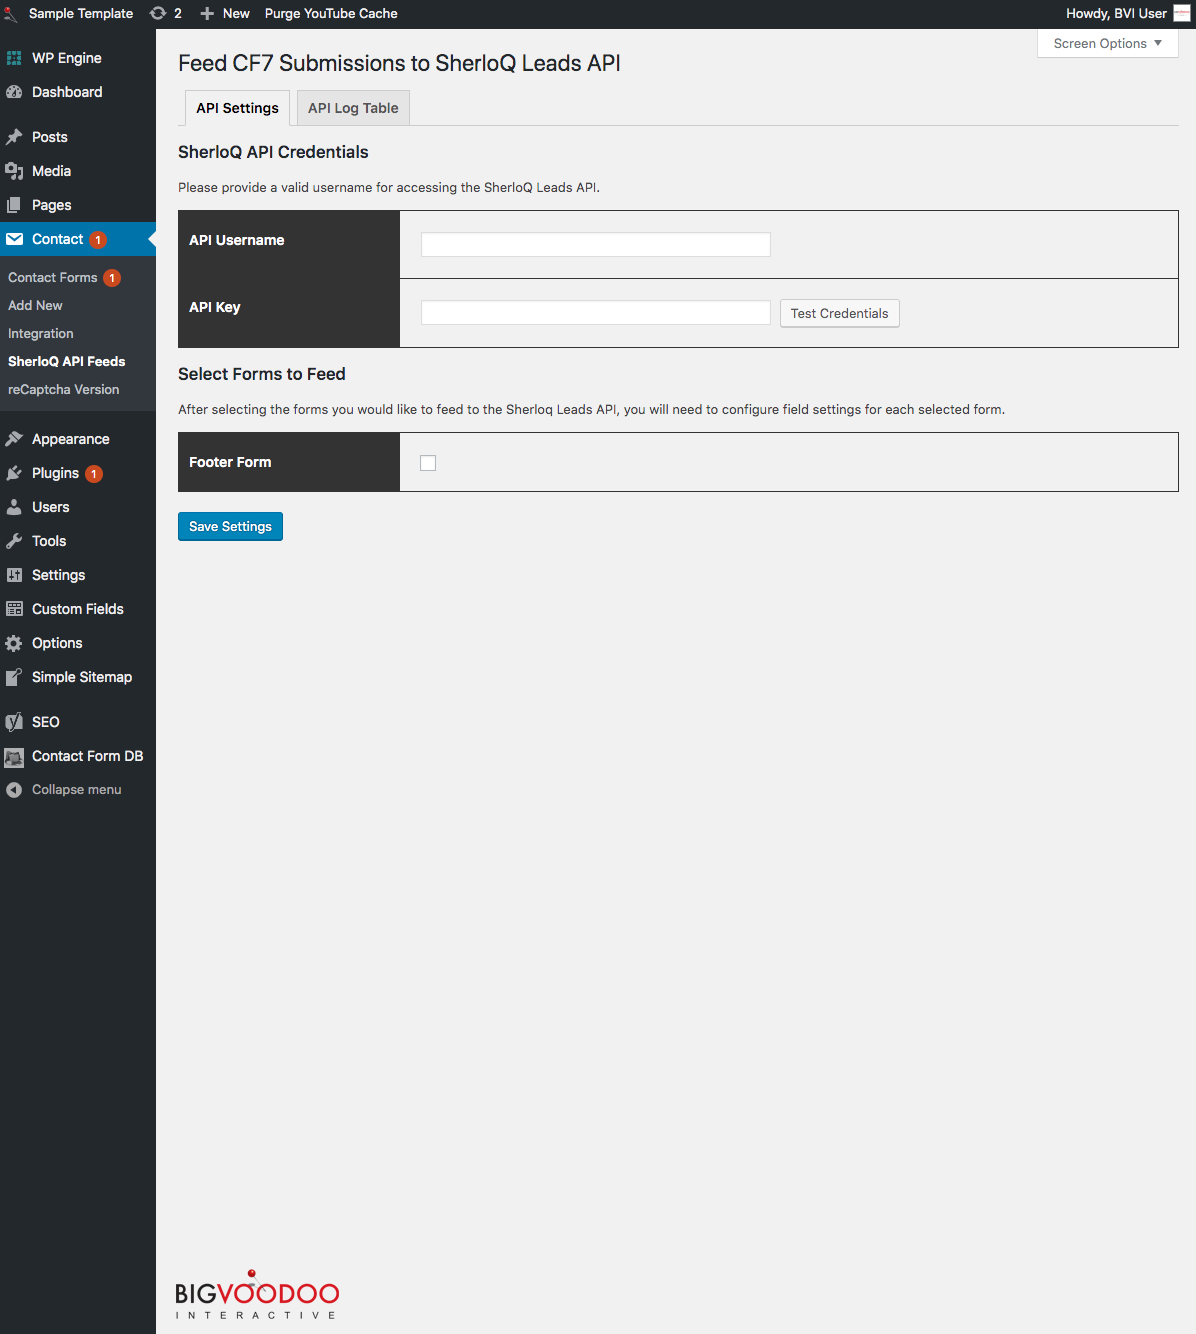 Sample Template 2 New Purge YouTube Cache Howdy, BVI User
Screen Options
WP Engine
Dashboard
Posts
Media
Pages
Contact 1
Contact Forms 1
Add New
Integration
SherloQ API Feeds
reCaptcha Version
Appearance
Plugins 1
Users
Tools
Settings
Custom Fields
Options
Simple Sitemap
SEO
Contact Form DB
Collapse menu
Feed CF7 Submissions to SherloQ Leads API
API Settings API Log Table
SherloQ API Credentials
Please provide a valid username for accessing the SherloQ Leads API.
API Username
API Key Test Credentials
Select Forms to Feed
After selecting the forms you would like to feed to the Sherloq Leads API, you will need to configure field settings for each selected form.
Footer Form
Save Settings
BIGVOODOO
INTERACTIVE